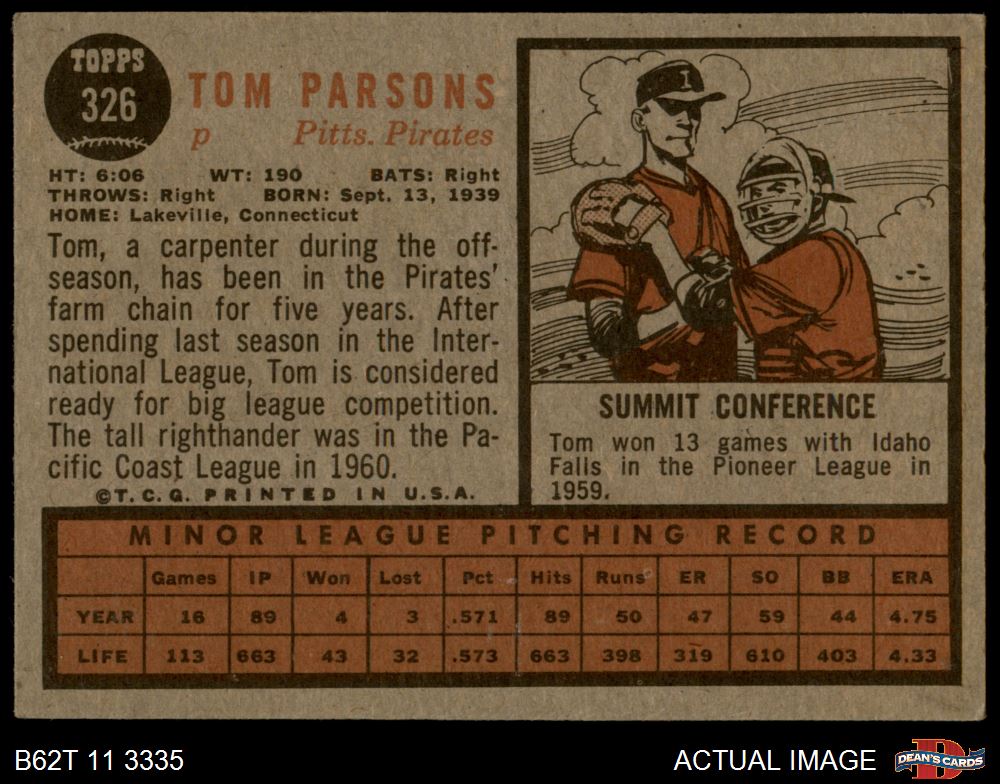 TOPPS
326
TOM PARSONS
p Pitts. Pirates
HT: 6:06 WT: 190 BATS: Right
THROWS: Right BORN: Sept. 13, 1939
HOME: Lakeville, Connecticut
Tom, a carpenter during the off-
season, has been in the Pirates'
farm chain for five years. After
spending last season in the Inter-
national League, Tom is considered
ready for big league competition.
The tall righthander was in the Pa-
cific Coast League in 1960.
©T.C.G. PRINTED IN U.S.A.
1
SUMMIT CONFERENCE
Tom won 13 games with Idaho
Falls in the Pioneer League in
1959.
MINOR LEAGUE PITCHING RECORD
Games IP Won Lost Pct Hits Runs ER SO BB ERA
YEAR 16 89 4 3 .571 89 50 47 59 44 4.75
LIFE 113 663 43 32 .573 663 398 319 610 403 4.33
B62T 11 3335 ACTUAL IMAGE DEAN'S CARDS